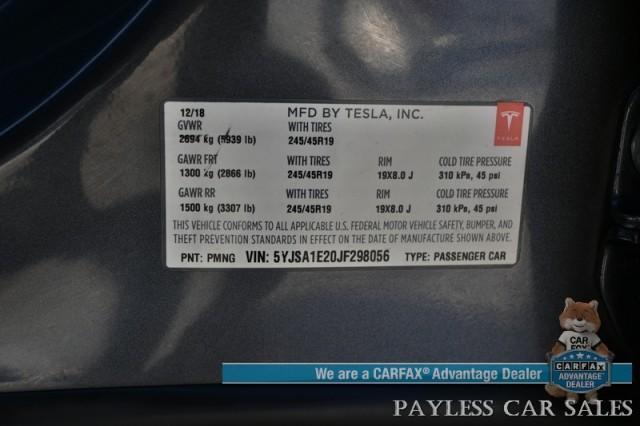 12/18 MFD BY TESLA, INC.
GVWR WITH TIRES
2694 kg (5939 lb) 245/45R19
TESLA
GAWR FRT WITH TIRES RIM COLD TIRE PRESSURE
1300 kg (2866 lb) 245/45R19 19X8.0 J 310 kPa, 45 psi
GAWR RR WITH TIRES RIM COLD TIRE PRESSURE
1500 kg (3307 lb) 245/45R19 19X8.0 J 310 kPa, 45 psi
THIS VEHICLE CONFORMS TO ALL APPLICABLE U.S. FEDERAL MOTOR VEHICLE SAFETY, BUMPER, AND
THEFT PREVENTION STANDARDS IN EFFECT ON THE DATE OF MANUFACTURE SHOWN ABOVE.
PNT: PMNG VIN: 5YJSA1E20JF298056 TYPE: PASSENGER CAR
We are a CARFAX® Advantage Dealer
CAR
FOX
CARFAX
ADVANTAGE
DEALER
PAYLESS CAR SALES